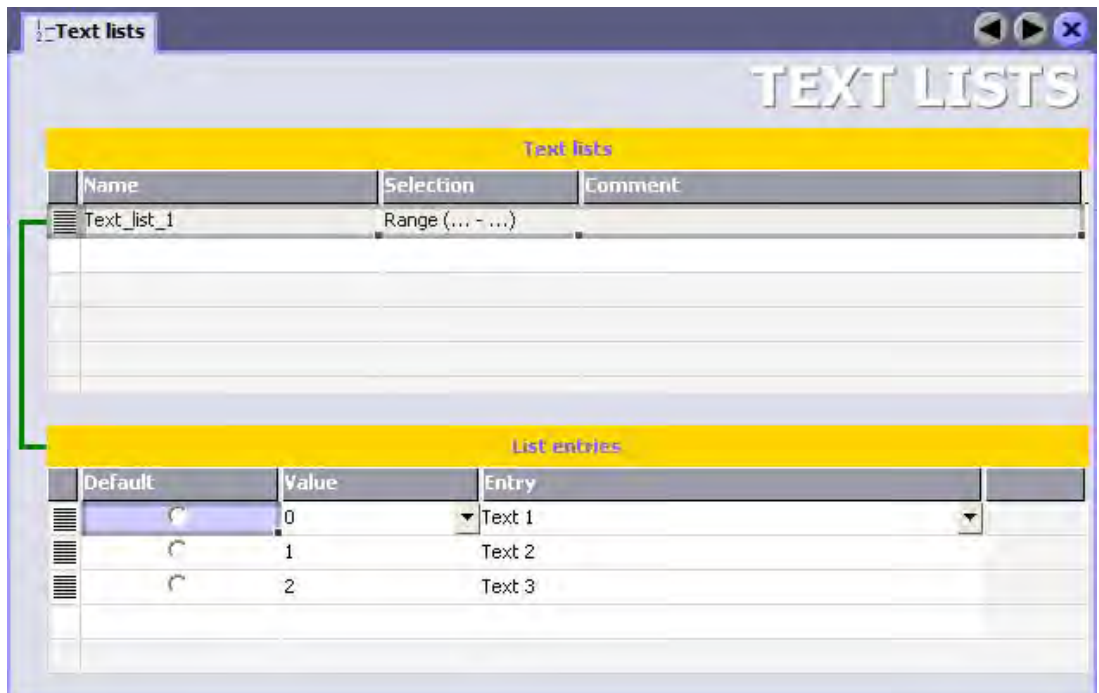 Text lists
TEXT LISTS
Text lists
Name Selection Comment
Text_list_1 Range (... - ...)
List entries
Default Value Entry
0 Text 1
1 Text 2
2 Text 3